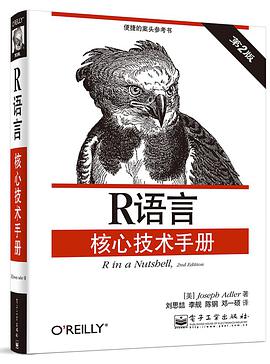 便捷的案头参考书
第2版
R语言
核心技术手册
R in a Nutshell, 2nd Edition
[美] Joseph Adler 著
刘思喆 李舰 陈钢 邓一硕 译
O'REILLY®
电子工业出版社
R语言
核心技术手册